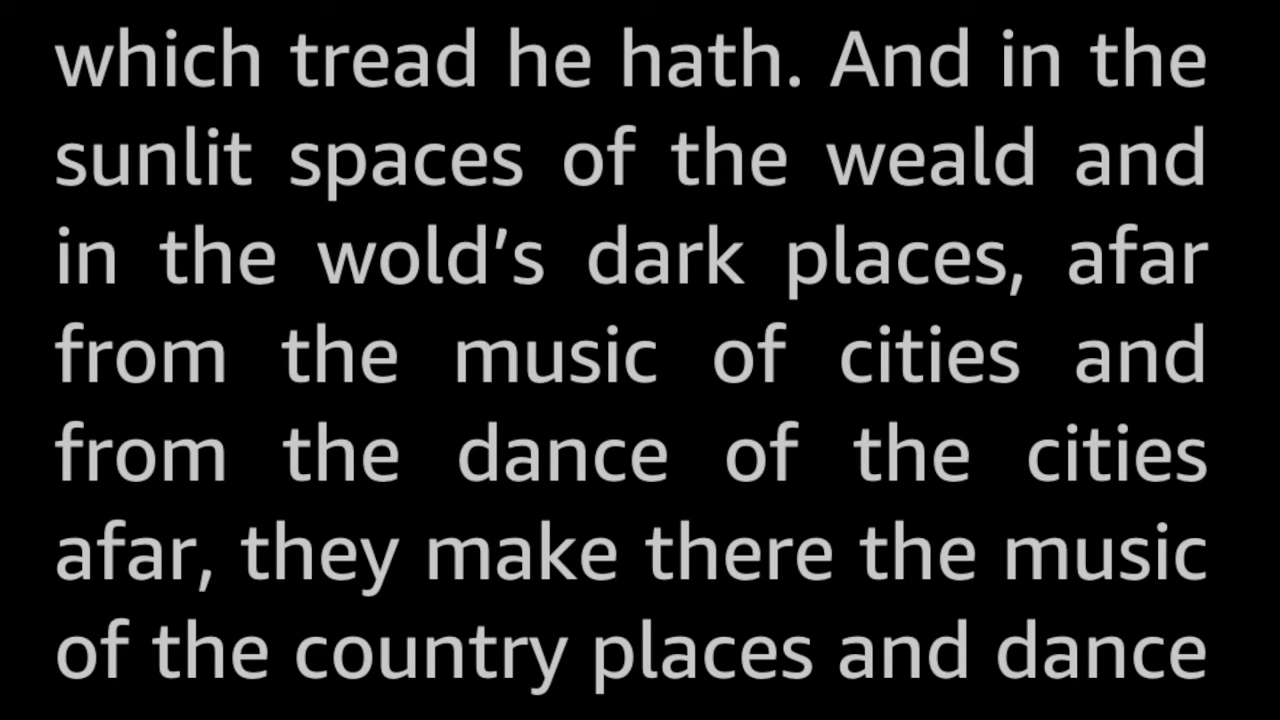 which tread he hath. And in the
sunlit spaces of the weald and
in the wold’s dark places, afar
from the music of cities and
from the dance of the cities
afar, they make there the music
of the country places and dance